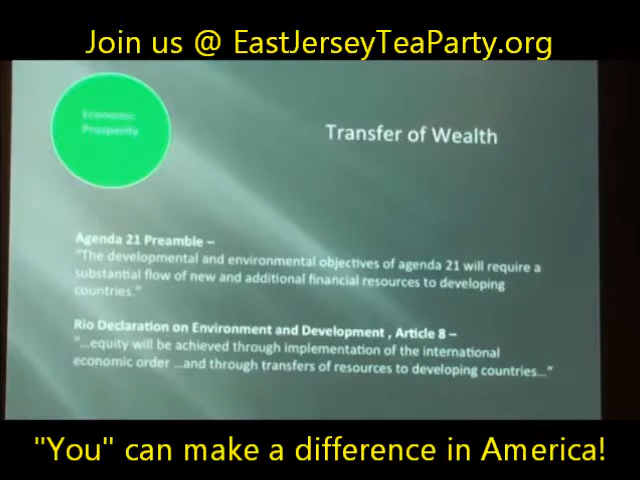 Join us @ EastJerseyTeaParty.org
Economic
Prosperity
Transfer of Wealth
Agenda 21 Preamble –
"The developmental and environmental objectives of agenda 21 will require a
substantial flow of new and additional financial resources to developing
countries."
Rio Declaration on Environment and Development , Article 8 –
"...equity will be achieved through implementation of the international
economic order ...and through transfers of resources to developing countries..."
"You" can make a difference in America!